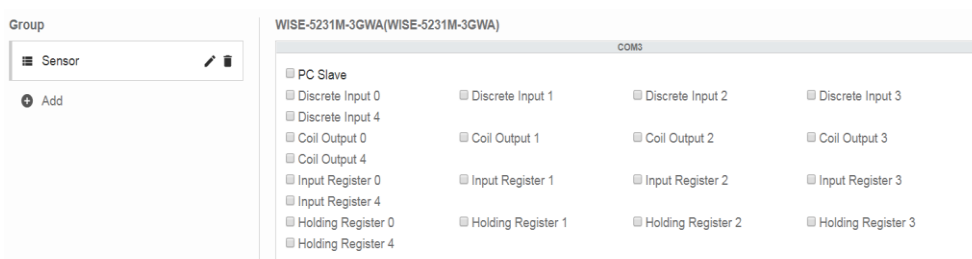 Group
Sensor
Add
WISE-5231M-3GWA(WISE-5231M-3GWA)
COM3
PC Slave
Discrete Input 0 Discrete Input 1 Discrete Input 2 Discrete Input 3
Discrete Input 4
Coil Output 0 Coil Output 1 Coil Output 2 Coil Output 3
Coil Output 4
Input Register 0 Input Register 1 Input Register 2 Input Register 3
Input Register 4
Holding Register 0 Holding Register 1 Holding Register 2 Holding Register 3
Holding Register 4